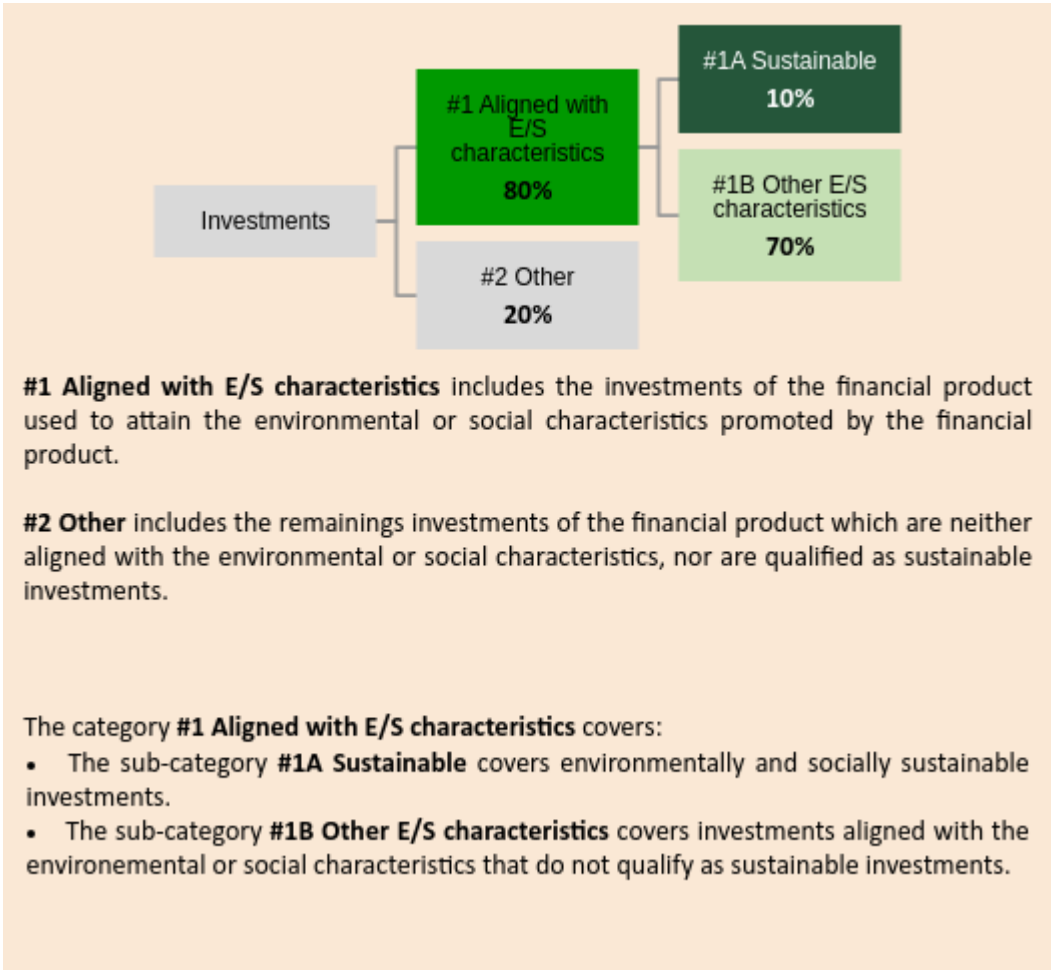 #1A Sustainable
10%
#1 Aligned with
E/S
characteristics
80%
#1B Other E/S
characteristics
70%
Investments
#2 Other
20%
#1 Aligned with E/S characteristics includes the investments of the financial product
used to attain the environmental or social characteristics promoted by the financial
product.
#2 Other includes the remainings investments of the financial product which are neither
aligned with the environmental or social characteristics, nor are qualified as sustainable
investments.
The category #1 Aligned with E/S characteristics covers:
• The sub-category #1A Sustainable covers environmentally and socially sustainable
investments.
• The sub-category #1B Other E/S characteristics covers investments aligned with the
environemental or social characteristics that do not qualify as sustainable investments.